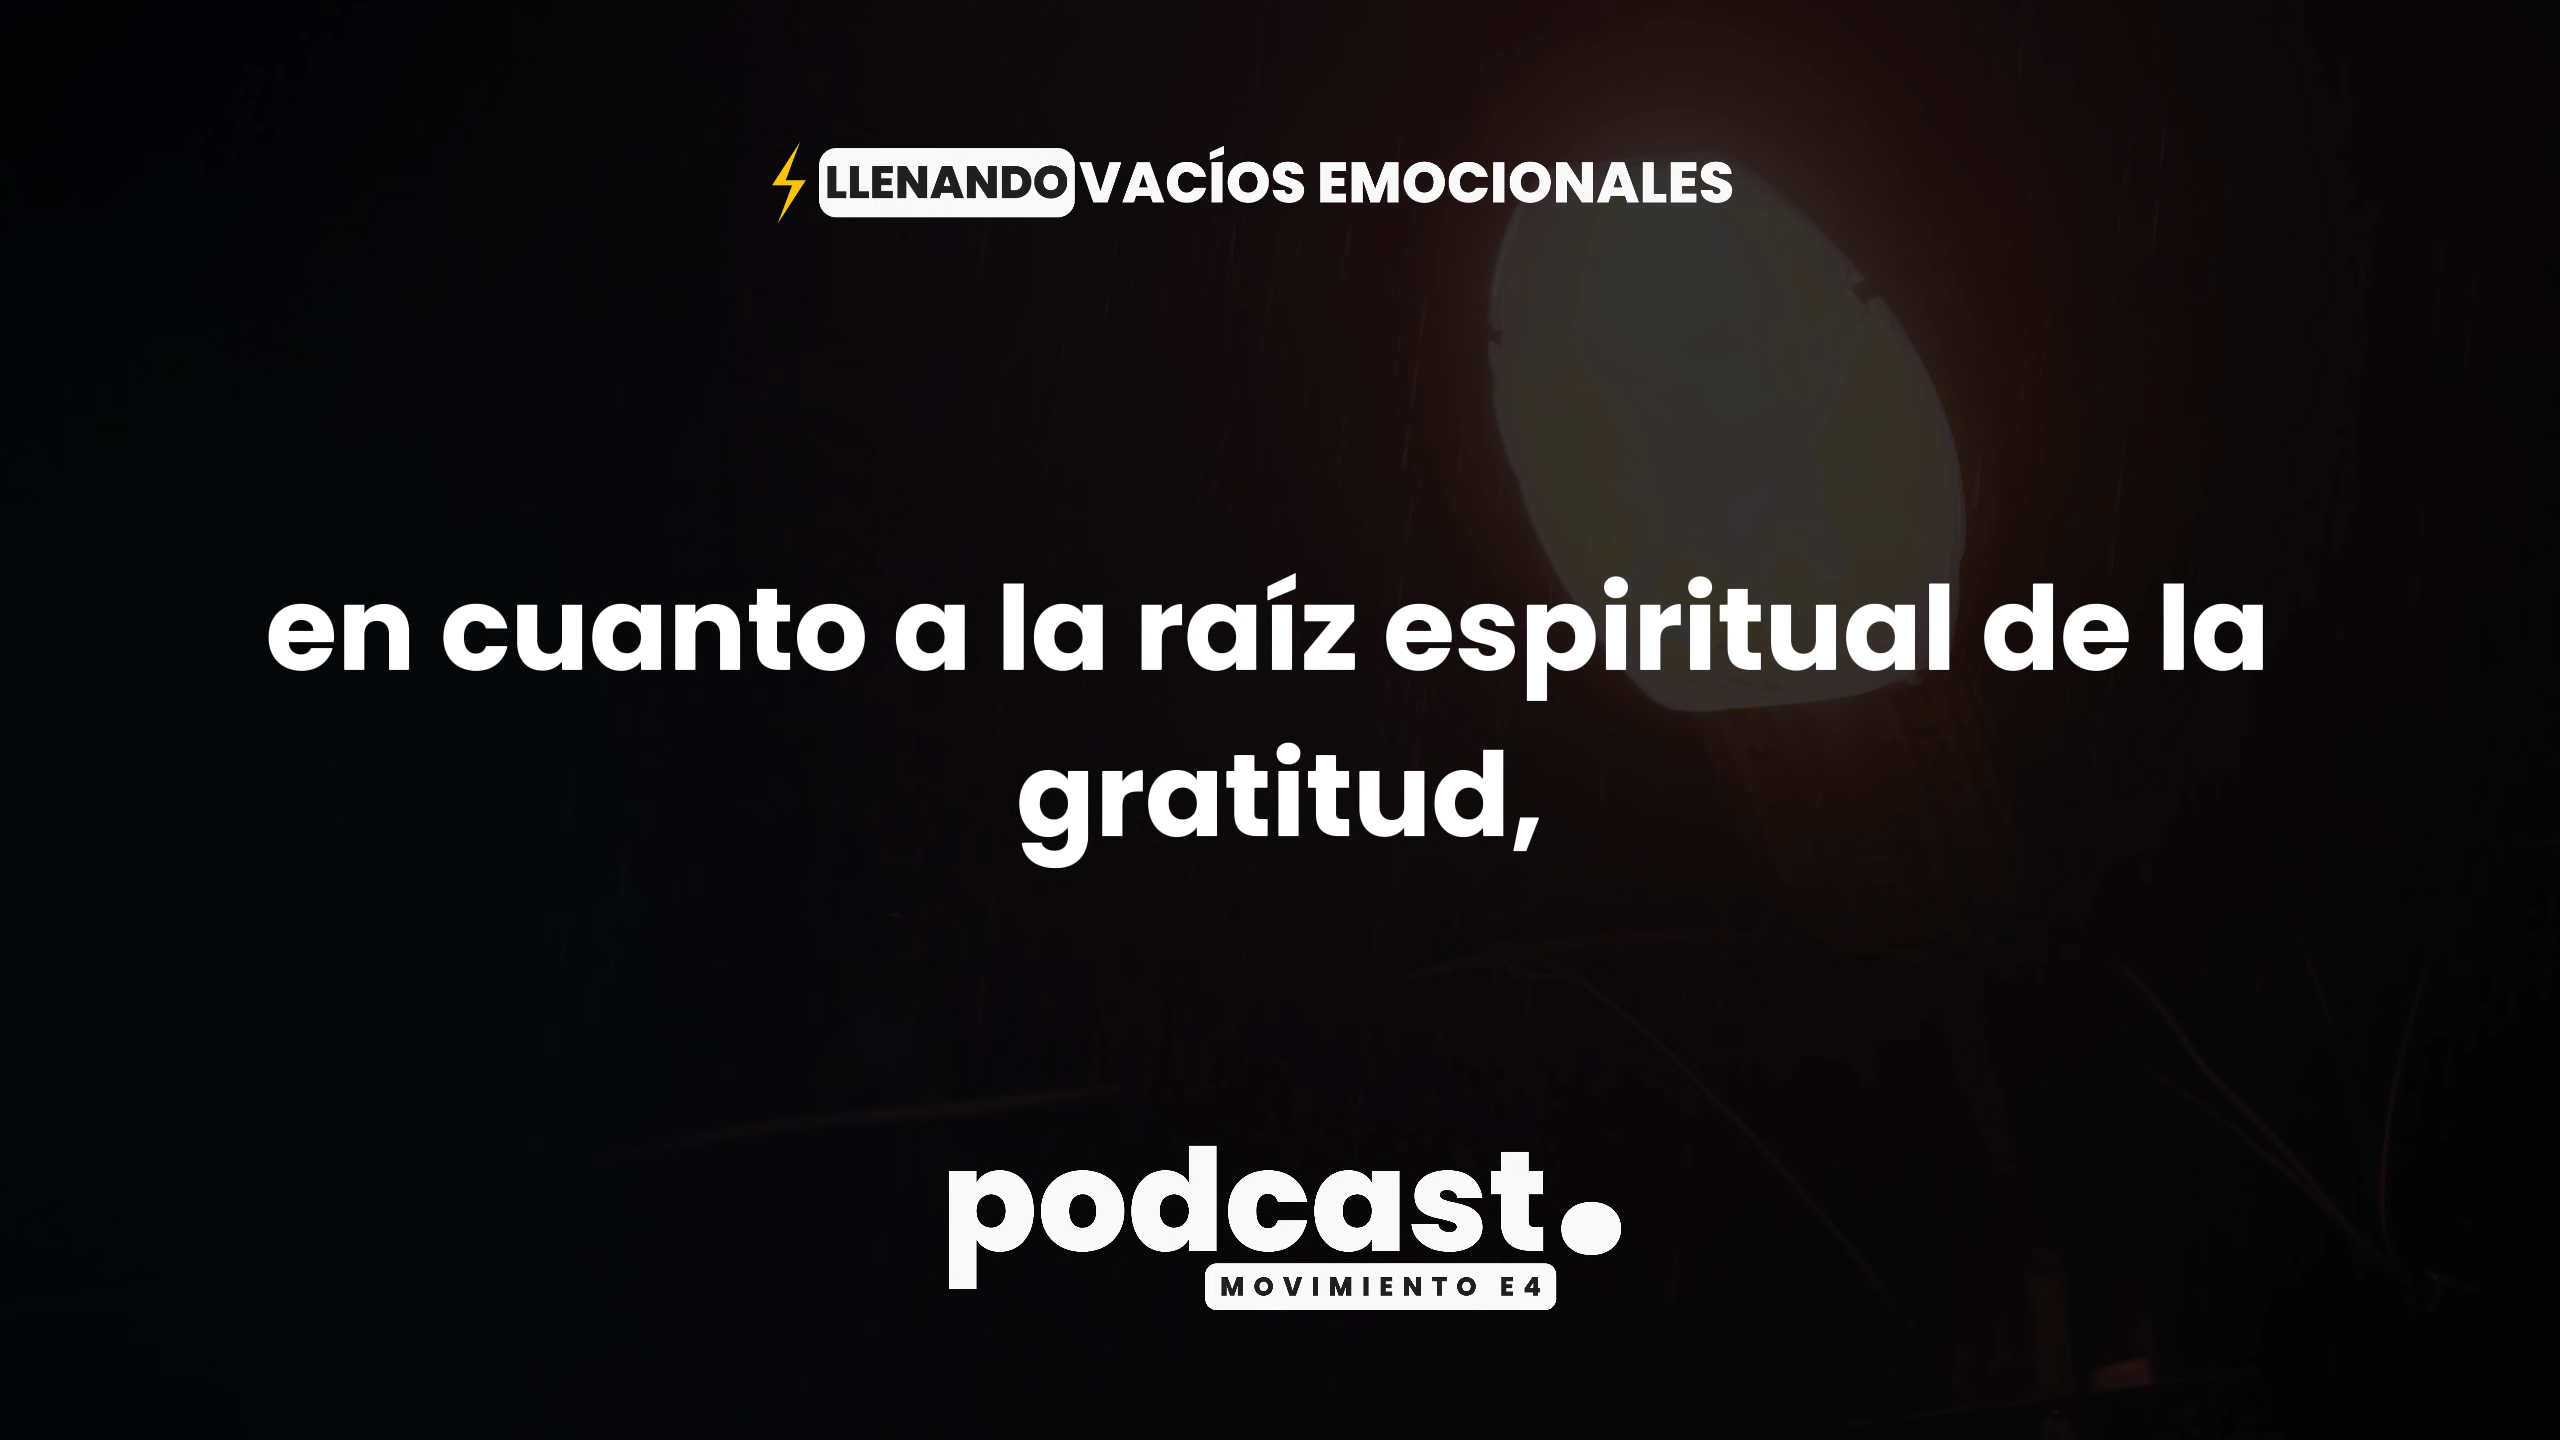 LLENANDO VACÍOS EMOCIONALES
en cuanto a la raíz espiritual de la
gratitud,
podcast.
MOVIMIENTO E4